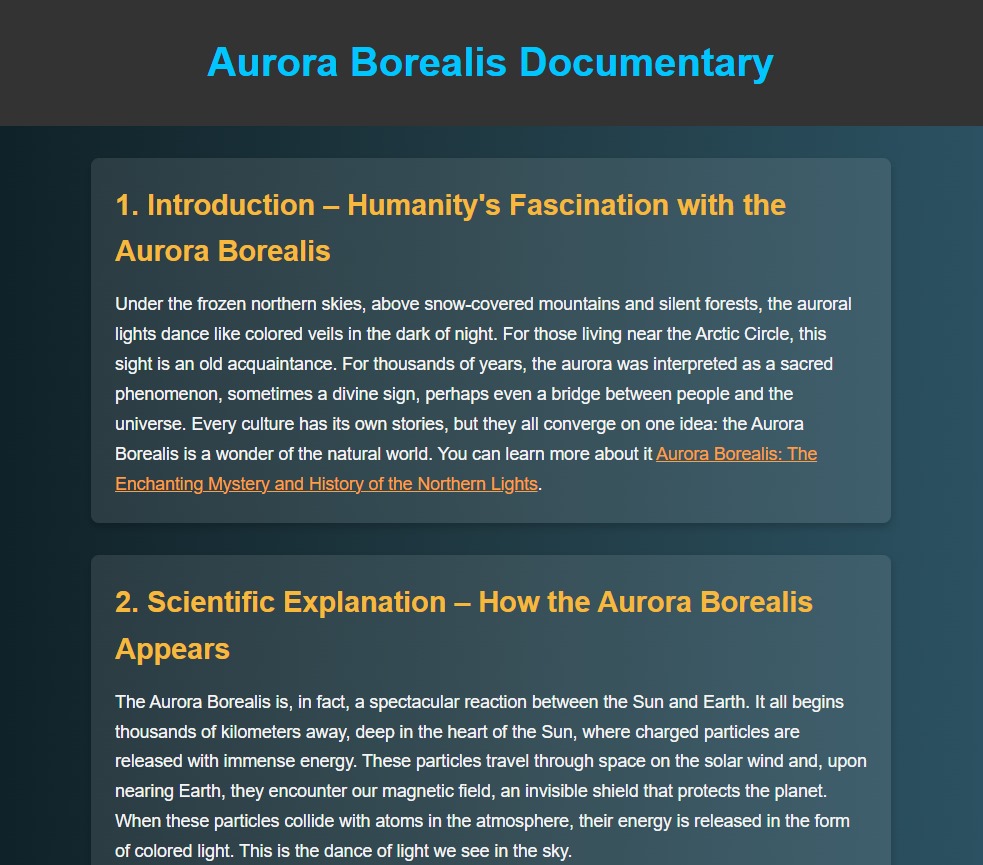 Aurora Borealis Documentary
1. Introduction – Humanity's Fascination with the
Aurora Borealis
Under the frozen northern skies, above snow-covered mountains and silent forests, the auroral
lights dance like colored veils in the dark of night. For those living near the Arctic Circle, this
sight is an old acquaintance. For thousands of years, the aurora was interpreted as a sacred
phenomenon, sometimes a divine sign, perhaps even a bridge between people and the
universe. Every culture has its own stories, but they all converge on one idea: the Aurora
Borealis is a wonder of the natural world. You can learn more about it Aurora Borealis: The
Enchanting Mystery and History of the Northern Lights.
2. Scientific Explanation – How the Aurora Borealis
Appears
The Aurora Borealis is, in fact, a spectacular reaction between the Sun and Earth. It all begins
thousands of kilometers away, deep in the heart of the Sun, where charged particles are
released with immense energy. These particles travel through space on the solar wind and, upon
nearing Earth, they encounter our magnetic field, an invisible shield that protects the planet.
When these particles collide with atoms in the atmosphere, their energy is released in the form
of colored light. This is the dance of light we see in the sky.